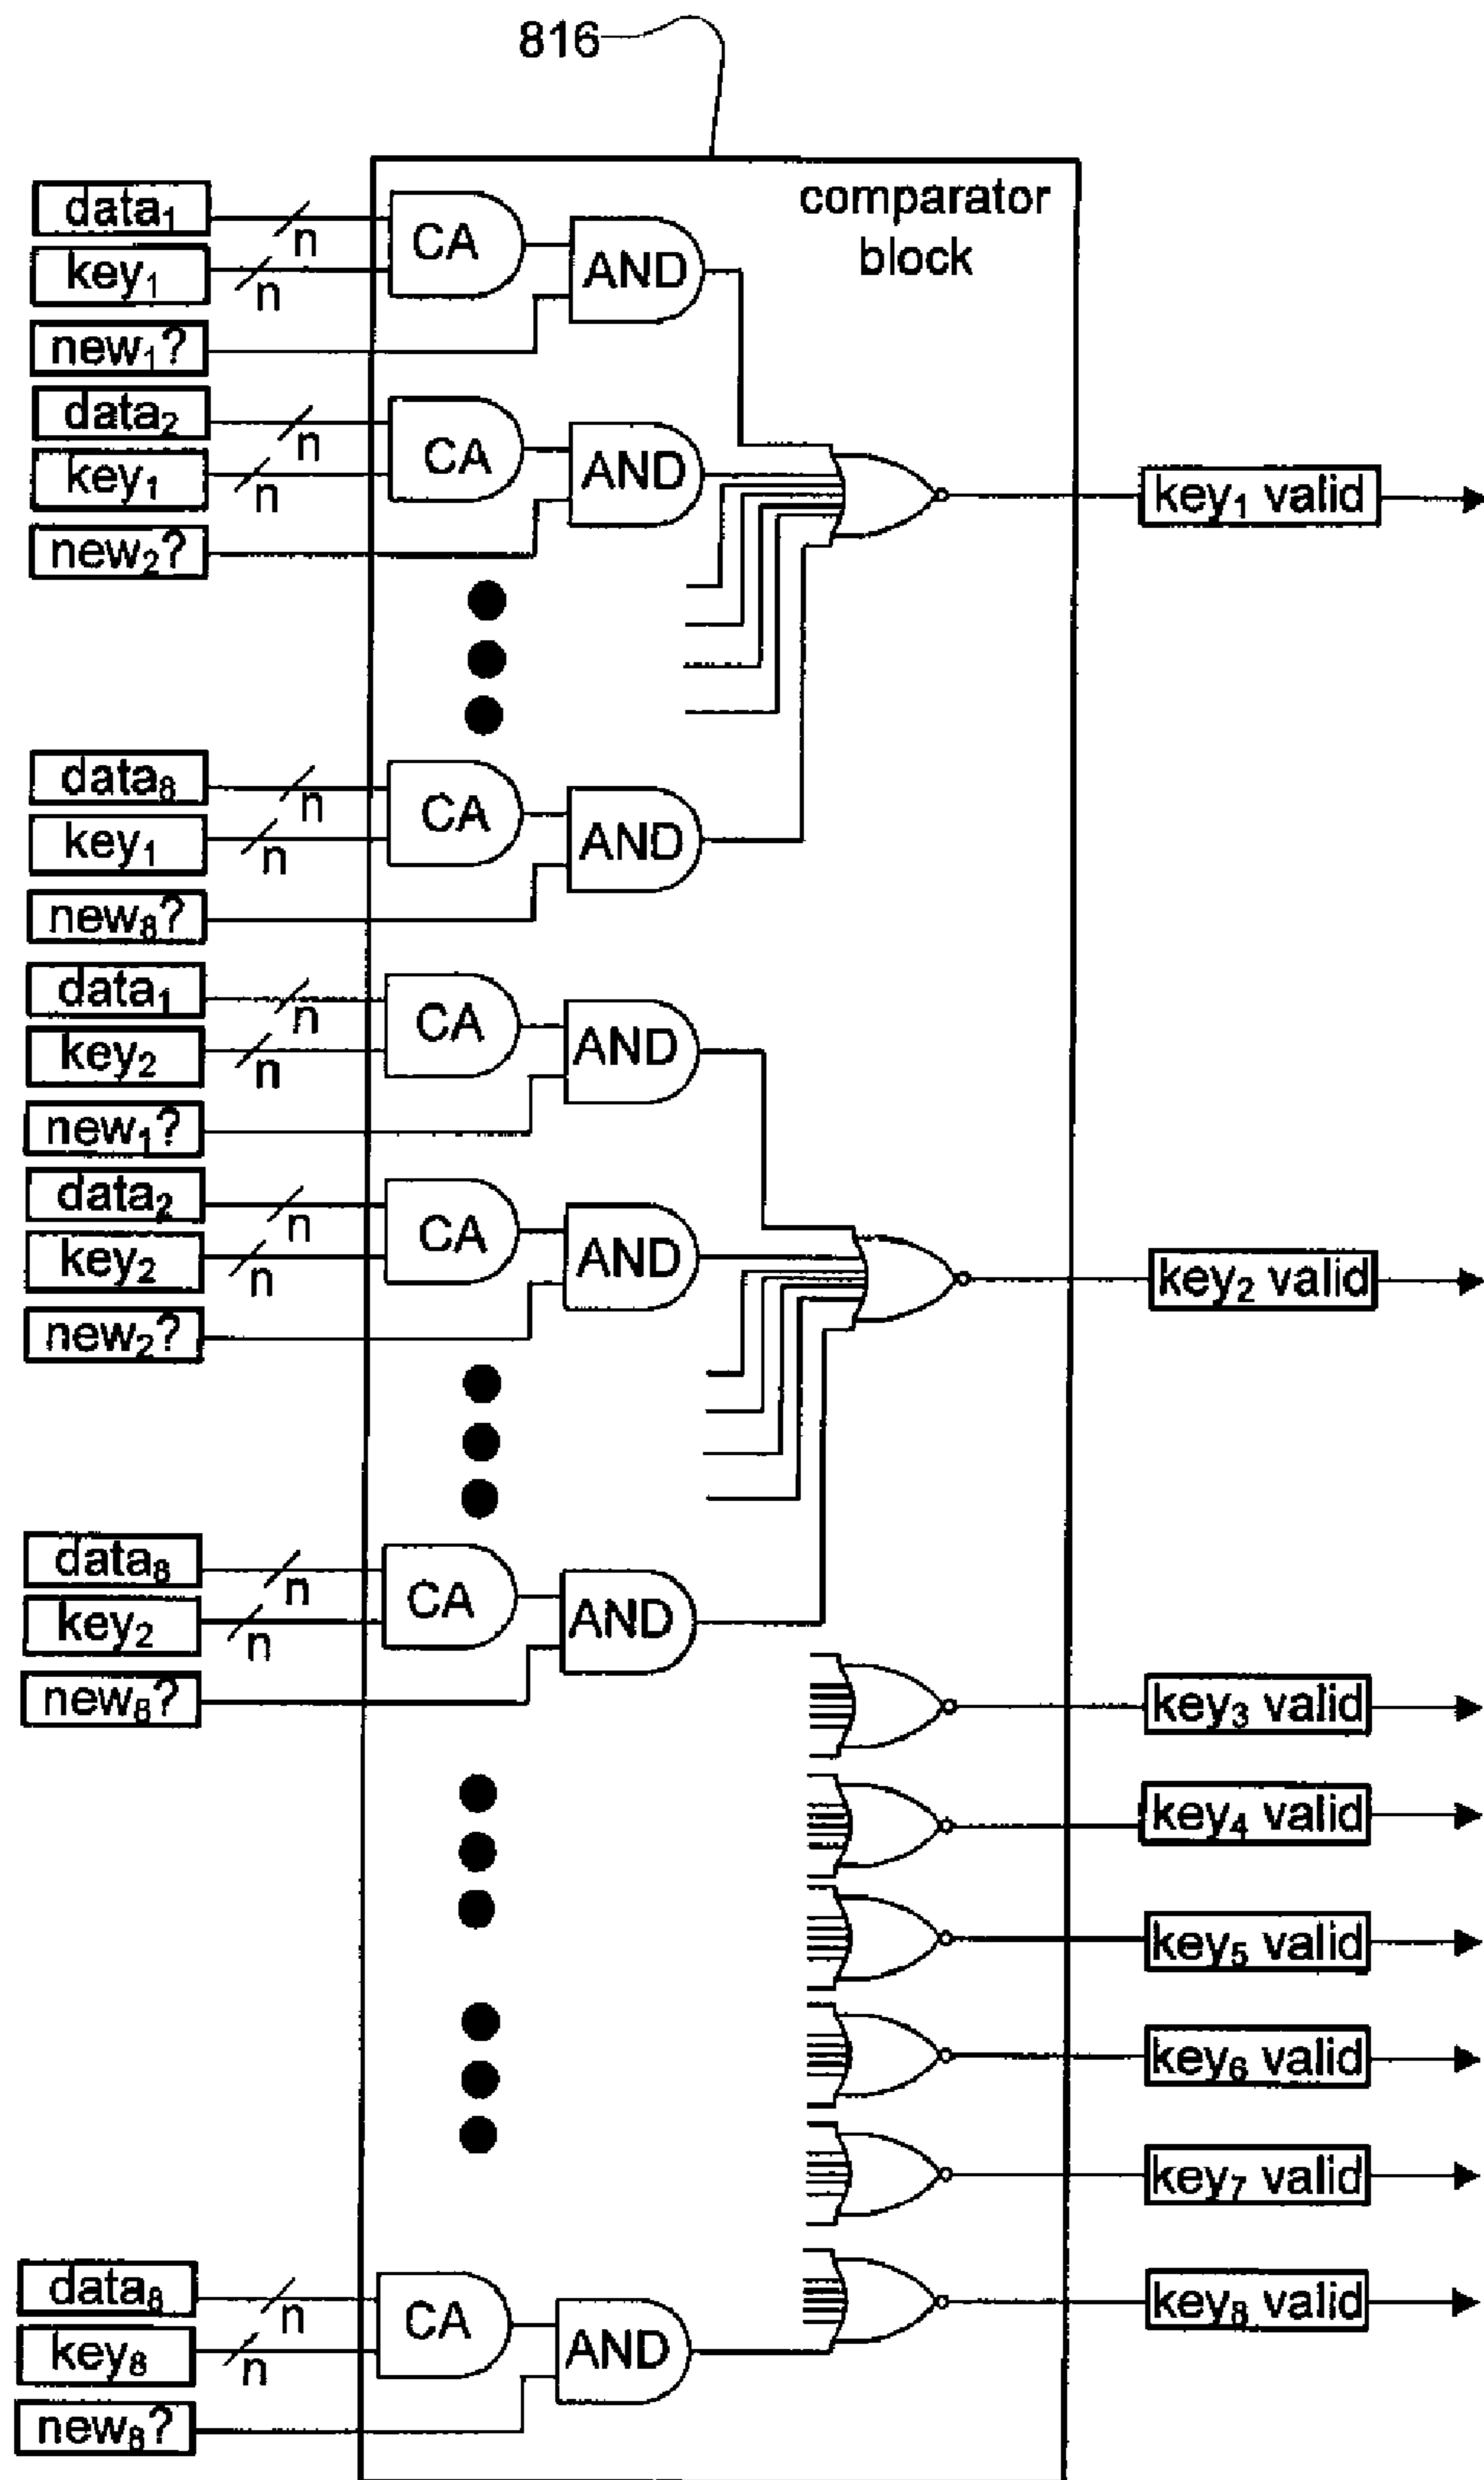 816
comparator
block
data₁
n
CA
key₁
n
AND
new₁?
data₂
n
CA
key₁
n
AND
key₁ valid
new₂?
data₈
n
CA
key₁
n
AND
new₈?
data₁
n
CA
key₂
n
AND
new₁?
data₂
n
CA
key₂
n
AND
key₂ valid
new₂?
data₈
n
CA
key₂
n
AND
new₈?
key₃ valid
key₄ valid
key₅ valid
key₆ valid
key₇ valid
data₈
n
CA
key₈ valid
key₈
n
AND
new₈?